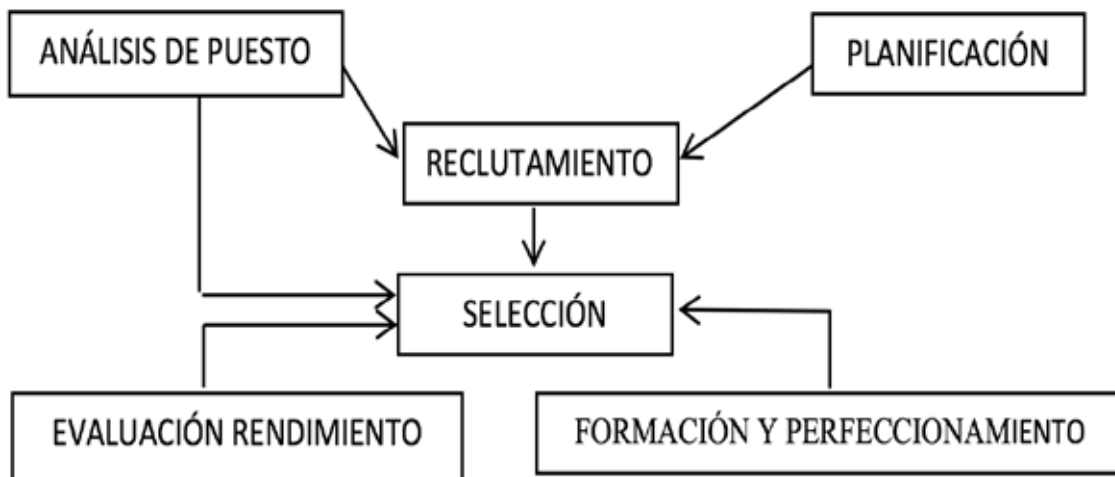 ANÁLISIS DE PUESTO
PLANIFICACIÓN
RECLUTAMIENTO
SELECCIÓN
EVALUACIÓN RENDIMIENTO
FORMACIÓN Y PERFECCIONAMIENTO